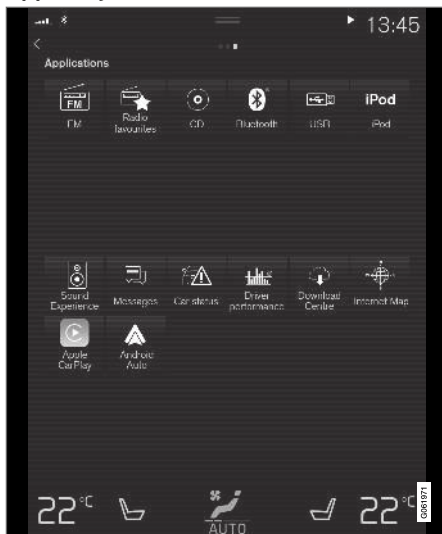 13:45
Applications
FM
iPod
FM
Radio
favourites
CD
Bluetooth
USB
iPod
Sound
Experience
Messages
Car status
Driver
performance
Download
Centre
Internet Map
Apple
CarPlay
Android
Auto
22°C
22°C
AUTO
G061971